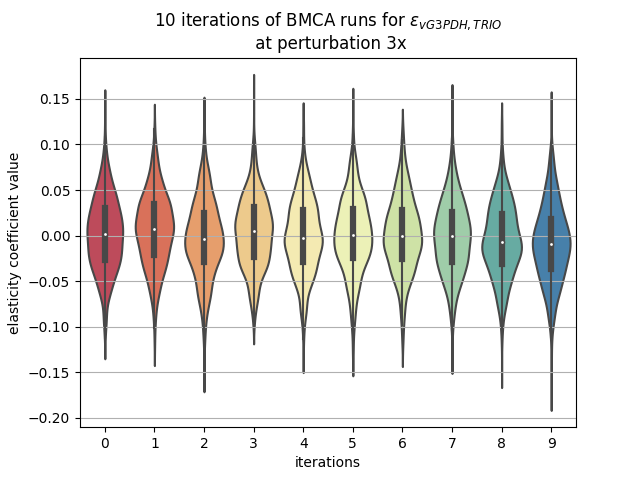 10 iterations of BMCA runs for ε_{vG3PDH,TRIO}
at perturbation 3x
elasticity coefficient value
0.15
0.10
0.05
0.00
−0.05
−0.10
−0.15
−0.20
0 1 2 3 4 5 6 7 8 9
iterations